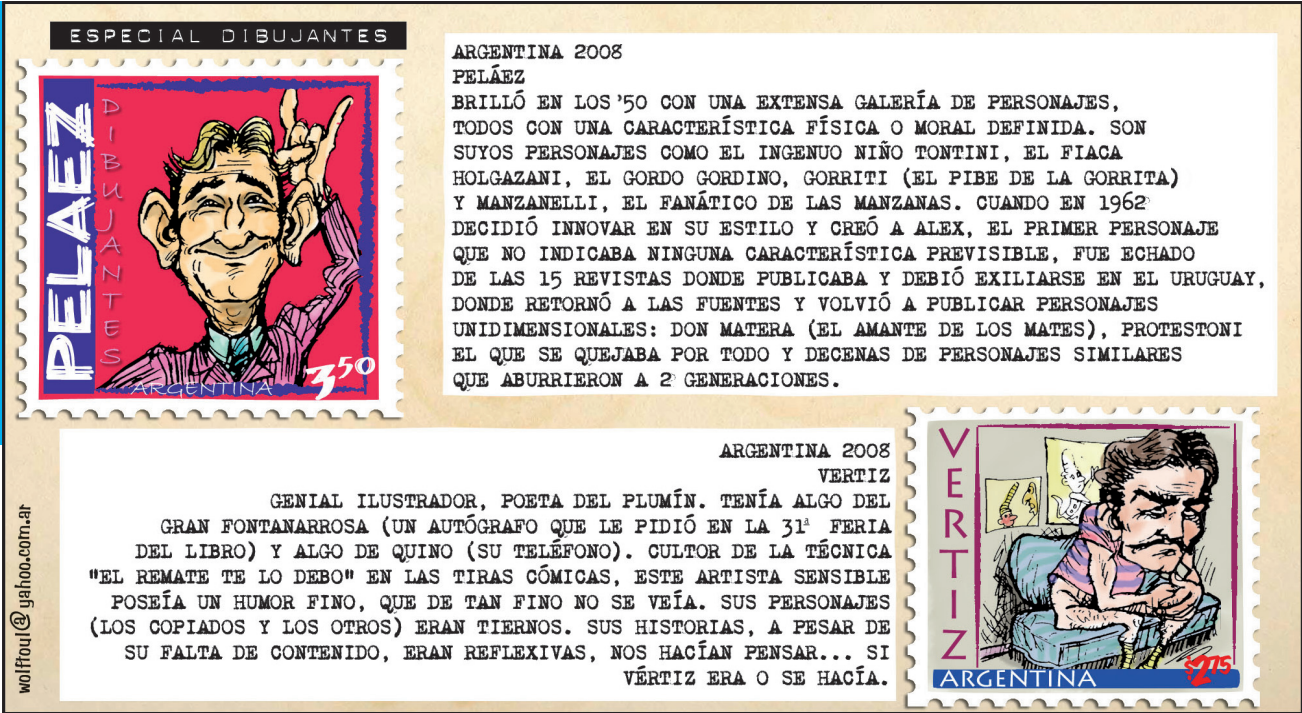 ESPECIAL DIBUJANTES
PELAEZ
DIBUJANTES
ARGENTINA
3.50
ARGENTINA 2008
PELÁEZ
BRILLÓ EN LOS '50 CON UNA EXTENSA GALERÍA DE PERSONAJES,
TODOS CON UNA CARACTERÍSTICA FÍSICA O MORAL DEFINIDA. SON
SUYOS PERSONAJES COMO EL INGENUO NIÑO TONTINI, EL FIACA
HOLGAZANI, EL GORDO GORDINO, GORRITI (EL PIBE DE LA GORRITA)
Y MANZANELLI, EL FANÁTICO DE LAS MANZANAS. CUANDO EN 1962
DECIDIÓ INNOVAR EN SU ESTILO Y CREÓ A ALEX, EL PRIMER PERSONAJE
QUE NO INDICABA NINGUNA CARACTERÍSTICA PREVISIBLE, FUE ECHADO
DE LAS 15 REVISTAS DONDE PUBLICABA Y DEBIÓ EXILIARSE EN EL URUGUAY,
DONDE RETORNÓ A LAS FUENTES Y VOLVIÓ A PUBLICAR PERSONAJES
UNIDIMENSIONALES: DON MATERA (EL AMANTE DE LOS MATES), PROTESTONI
EL QUE SE QUEJABA POR TODO Y DECENAS DE PERSONAJES SIMILARES
QUE ABURRIERON A 2 GENERACIONES.
ARGENTINA 2008
VERTIZ
GENIAL ILUSTRADOR, POETA DEL PLUMÍN. TENÍA ALGO DEL
GRAN FONTANARROSA (UN AUTÓGRAFO QUE LE PIDIÓ EN LA 31ª FERIA
DEL LIBRO) Y ALGO DE QUINO (SU TELÉFONO). CULTOR DE LA TÉCNICA
"EL REMATE TE LO DEBO" EN LAS TIRAS CÓMICAS, ESTE ARTISTA SENSIBLE
POSEÍA UN HUMOR FINO, QUE DE TAN FINO NO SE VEÍA. SUS PERSONAJES
(LOS COPIADOS Y LOS OTROS) ERAN TIERNOS. SUS HISTORIAS, A PESAR DE
SU FALTA DE CONTENIDO, ERAN REFLEXIVAS, NOS HACÍAN PENSAR... SI
VÉRTIZ ERA O SE HACÍA.
VERTIZ
ARGENTINA
$2.75
wolftoul@yahoo.com.ar